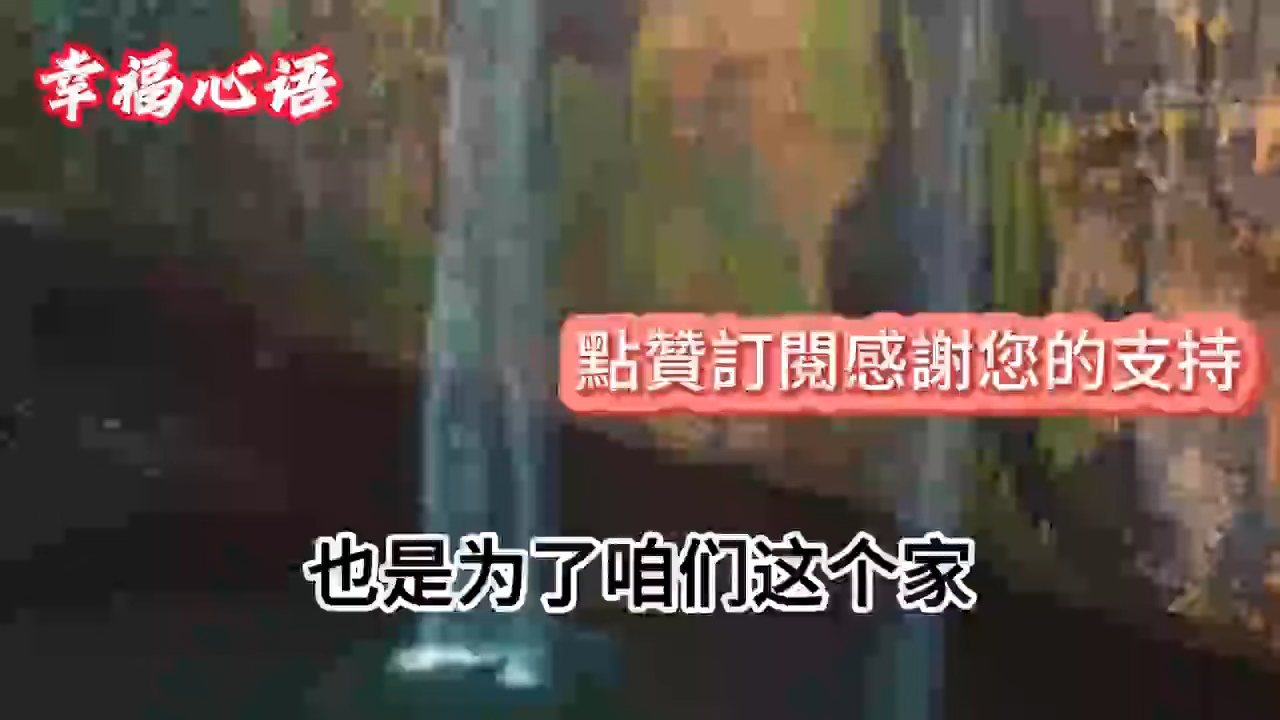 幸福心语
點贊訂閱感謝您的支持
也是为了咱们这个家